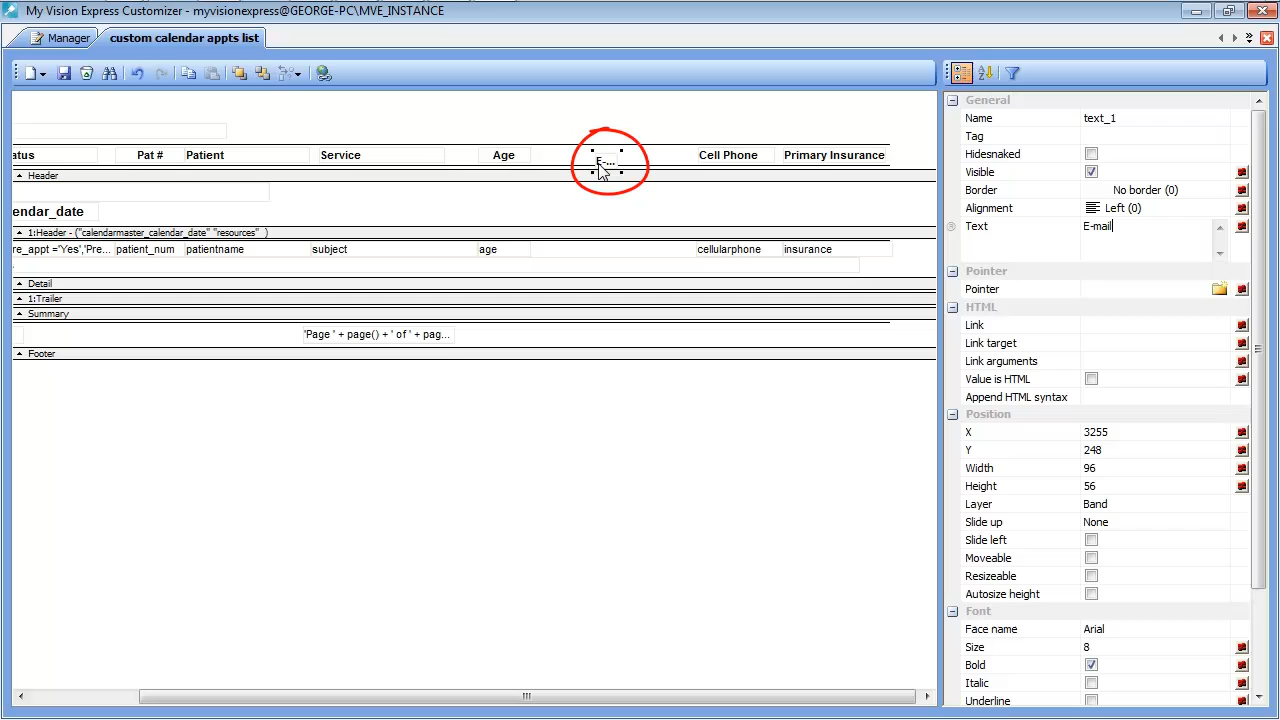 My Vision Express Customizer - myvisionexpress@GEORGE-PC\MVE_INSTANCE
Manager custom calendar appts list
atus Pat # Patient Service Age E-... Cell Phone Primary Insurance
Header
endar_date
1:Header - ("calendarmaster_calendar_date" "resources" )
re_appt ='Yes','Pre... patient_num patientname subject age cellularphone insurance
Detail
1:Trailer
Summary
'Page ' + page() + ' of ' + pag...
Footer
General
Name text_1
Tag
Hidesnaked
Visible
Border No border (0)
Alignment Left (0)
Text E-mail
Pointer
Pointer
HTML
Link
Link target
Link arguments
Value is HTML
Append HTML syntax
Position
X 3255
Y 248
Width 96
Height 56
Layer Band
Slide up None
Slide left
Moveable
Resizeable
Autosize height
Font
Face name Arial
Size 8
Bold
Italic
Underline